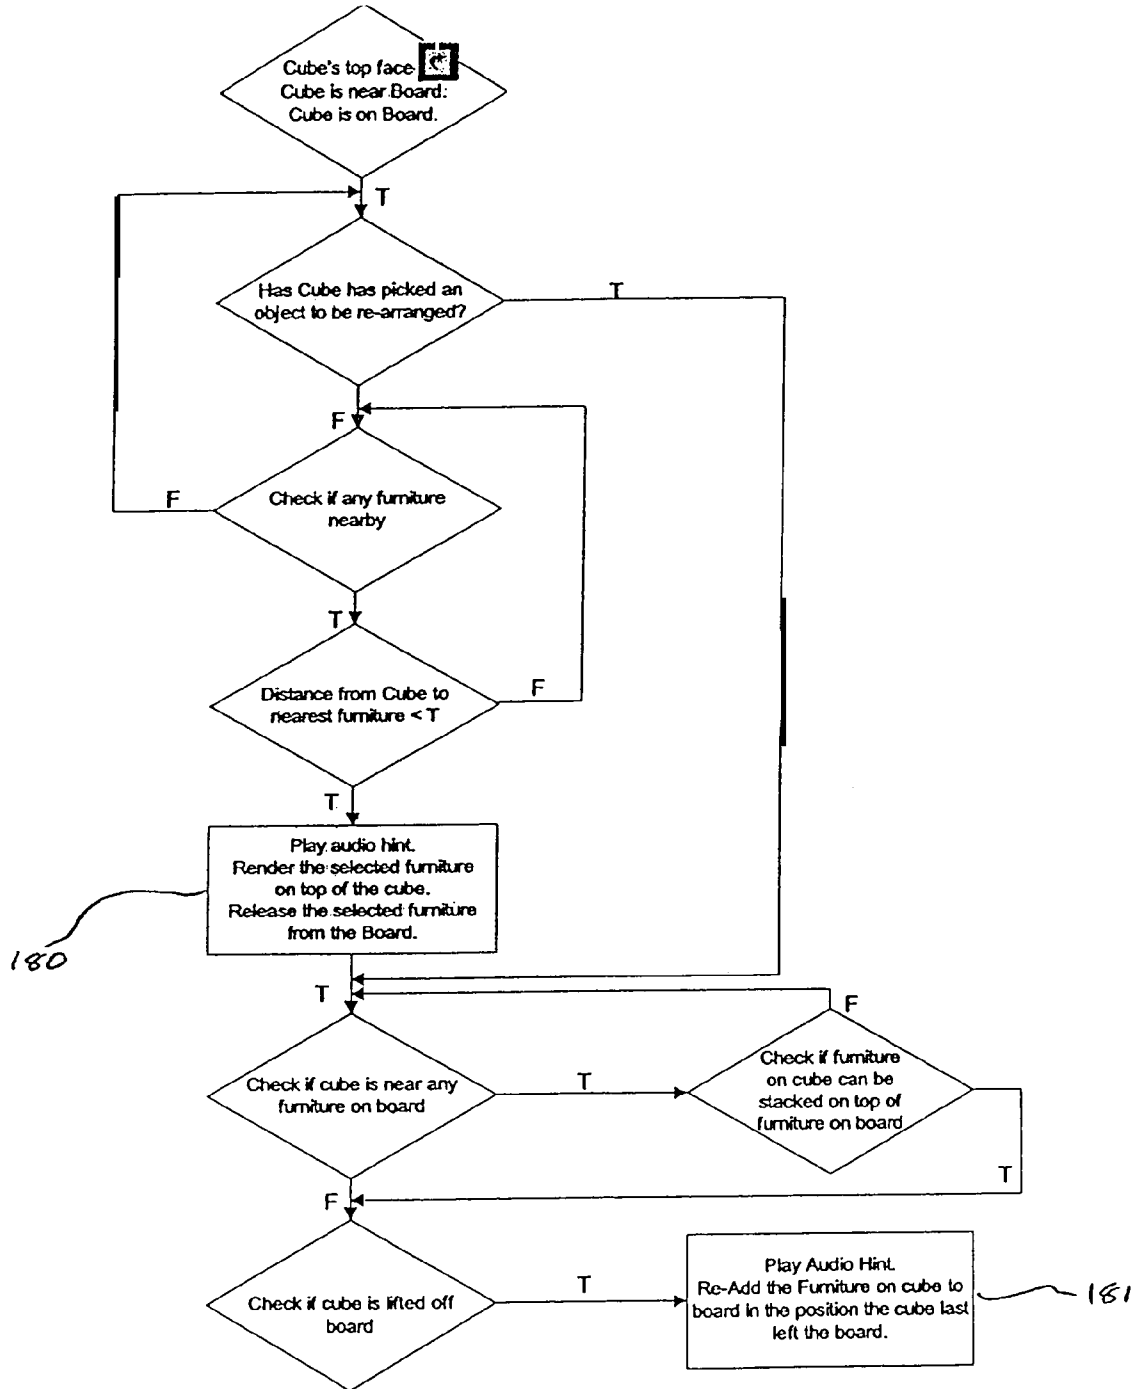 Cube's top face
Cube is near Board:
Cube is on Board.
T
Has Cube has picked an
object to be re-arranged?
T
F
Check if any furniture
nearby
F
T
Distance from Cube to
nearest furniture < T
F
T
Play audio hint.
Render the selected furniture
on top of the cube.
Release the selected furniture
from the Board.
180
T
Check if cube is near any
furniture on board
T
F
Check if furniture
on cube can be
stacked on top of
furniture on board
T
F
Check if cube is lifted off
board
T
Play Audio Hint.
Re-Add the Furniture on cube to
board in the position the cube last
left the board.
181